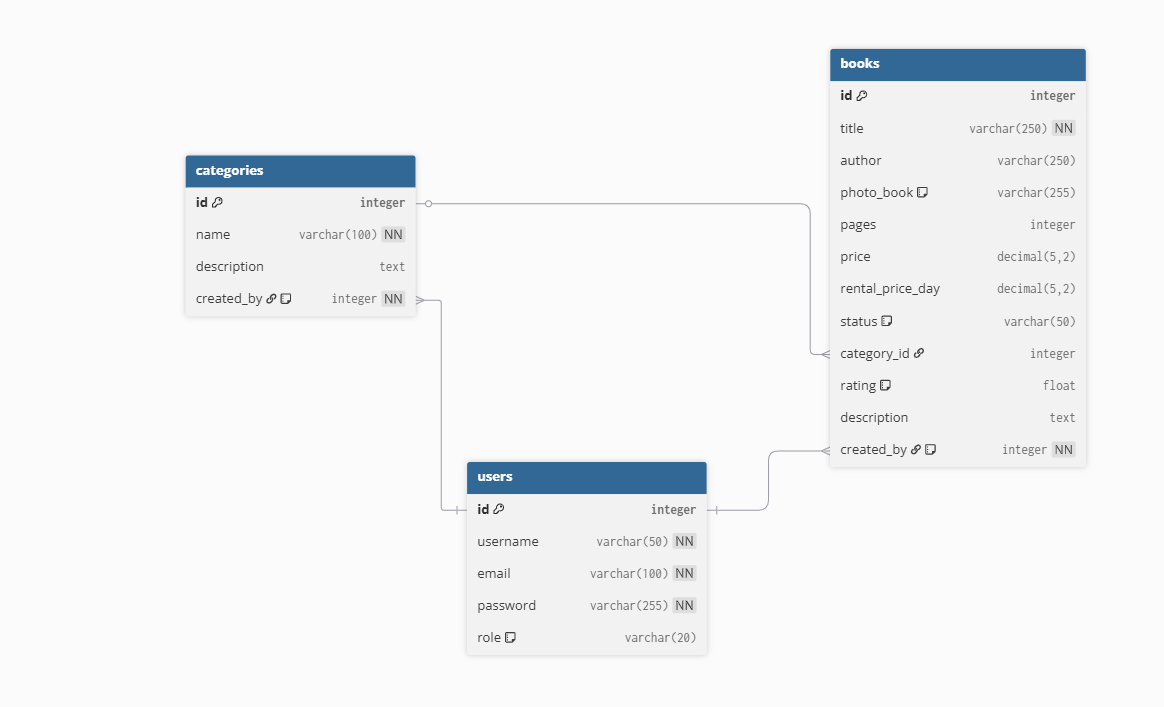 categories
id integer
name varchar(100) NN
description text
created_by integer NN
books
id integer
title varchar(250) NN
author varchar(250)
photo_book varchar(255)
pages integer
price decimal(5,2)
rental_price_day decimal(5,2)
status varchar(50)
category_id integer
rating float
description text
created_by integer NN
users
id integer
username varchar(50) NN
email varchar(100) NN
password varchar(255) NN
role varchar(20)